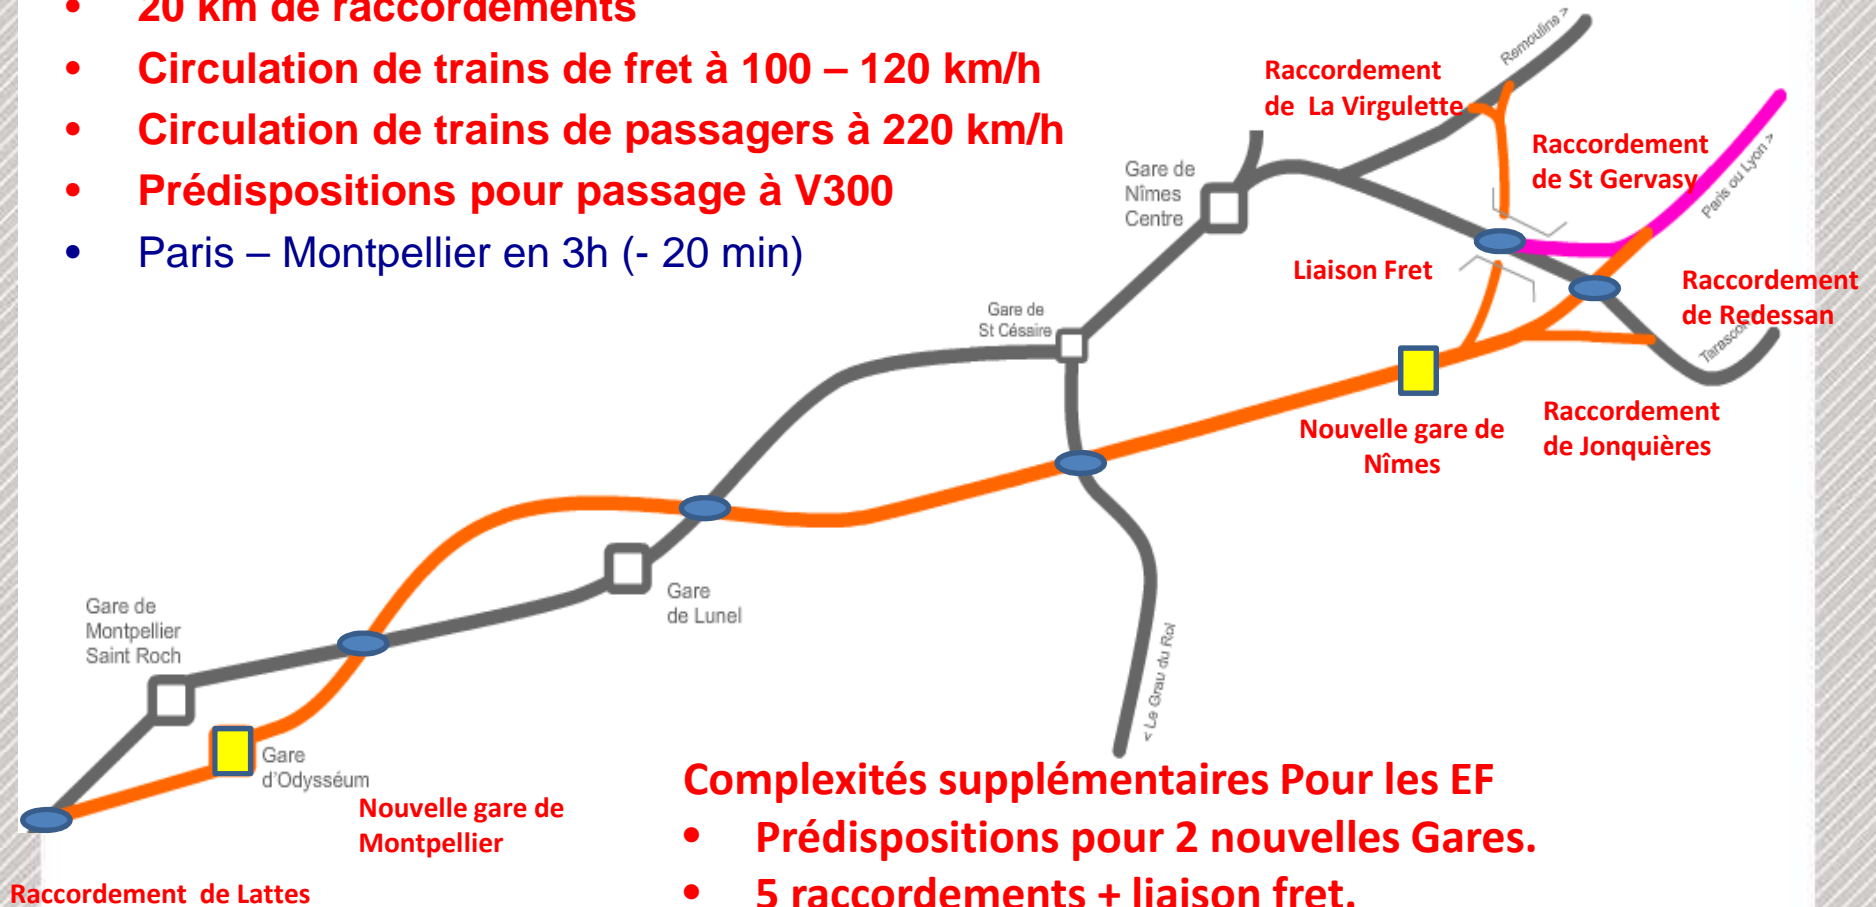 • 20 km de raccordements
• Circulation de trains de fret à 100 – 120 km/h
• Circulation de trains de passagers à 220 km/h
• Prédispositions pour passage à V300
• Paris – Montpellier en 3h (- 20 min)
Remouline >
Raccordement
de La Virgulette
Raccordement
de St Gervasy
Paris ou Lyon >
Gare de
Nîmes
Centre
Liaison Fret
Raccordement
de Redessan
Tarascon
Gare de
St Césaire
Nouvelle gare de
Nîmes
Raccordement
de Jonquières
Gare
de Lunel
Gare de
Montpellier
Saint Roch
< Le Grau du Roi
Gare
d'Odysséum
Nouvelle gare de
Montpellier
Raccordement de Lattes
Complexités supplémentaires Pour les EF
• Prédispositions pour 2 nouvelles Gares.
• 5 raccordements + liaison fret.